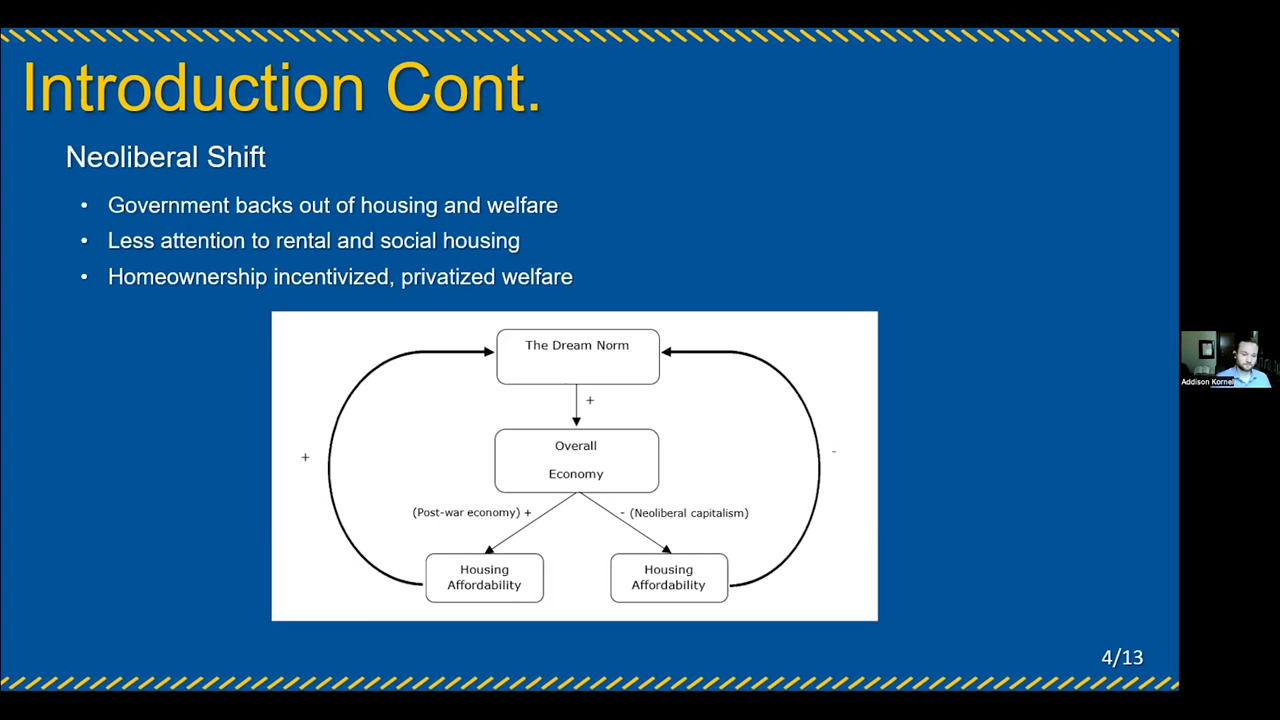 Introduction Cont.
Neoliberal Shift
• Government backs out of housing and welfare
• Less attention to rental and social housing
• Homeownership incentivized, privatized welfare
The Dream Norm
+
Overall
Economy
+
-
(Post-war economy) +
- (Neoliberal capitalism)
Housing
Affordability
Housing
Affordability
4/13
Addison Kornel